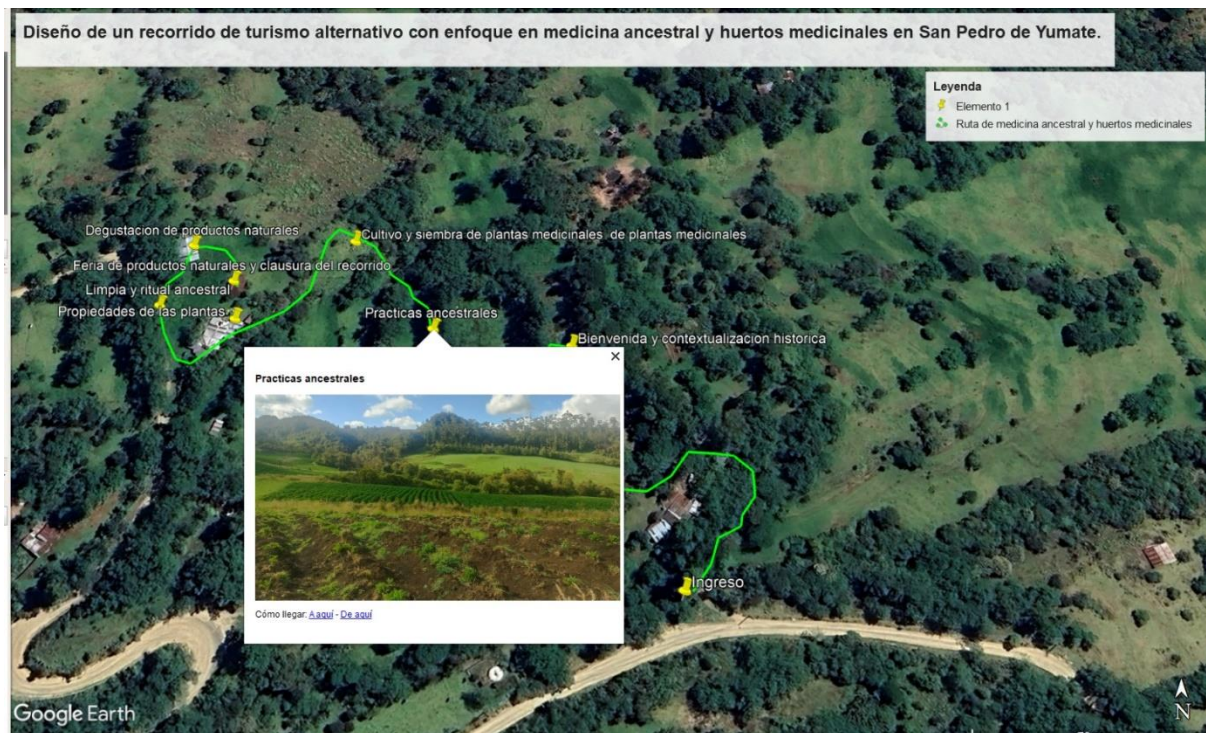 Diseño de un recorrido de turismo alternativo con enfoque en medicina ancestral y huertos medicinales en San Pedro de Yumate.
Leyenda
Elemento 1
Ruta de medicina ancestral y huertos medicinales
Degustacion de productos naturales
Cultivo y siembra de plantas medicinales de plantas medicinales
Feria de productos naturales y clausura del recorrido
Limpia y ritual ancestral
Propiedades de las plantas
Practicas ancestrales
Bienvenida y contextualizacion historica
Practicas ancestrales
Cómo llegar: A aquí - De aquí
Ingreso
Google Earth
N